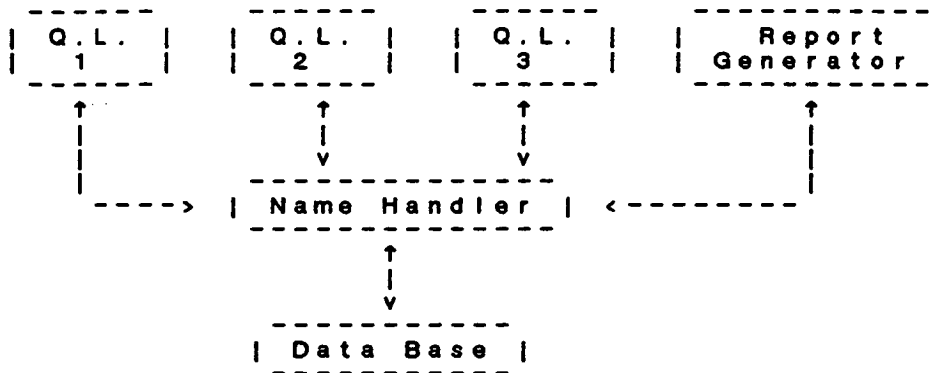 Q.L. Q.L. Q.L. Report
1 2 3 Generator
Name Handler
Data Base